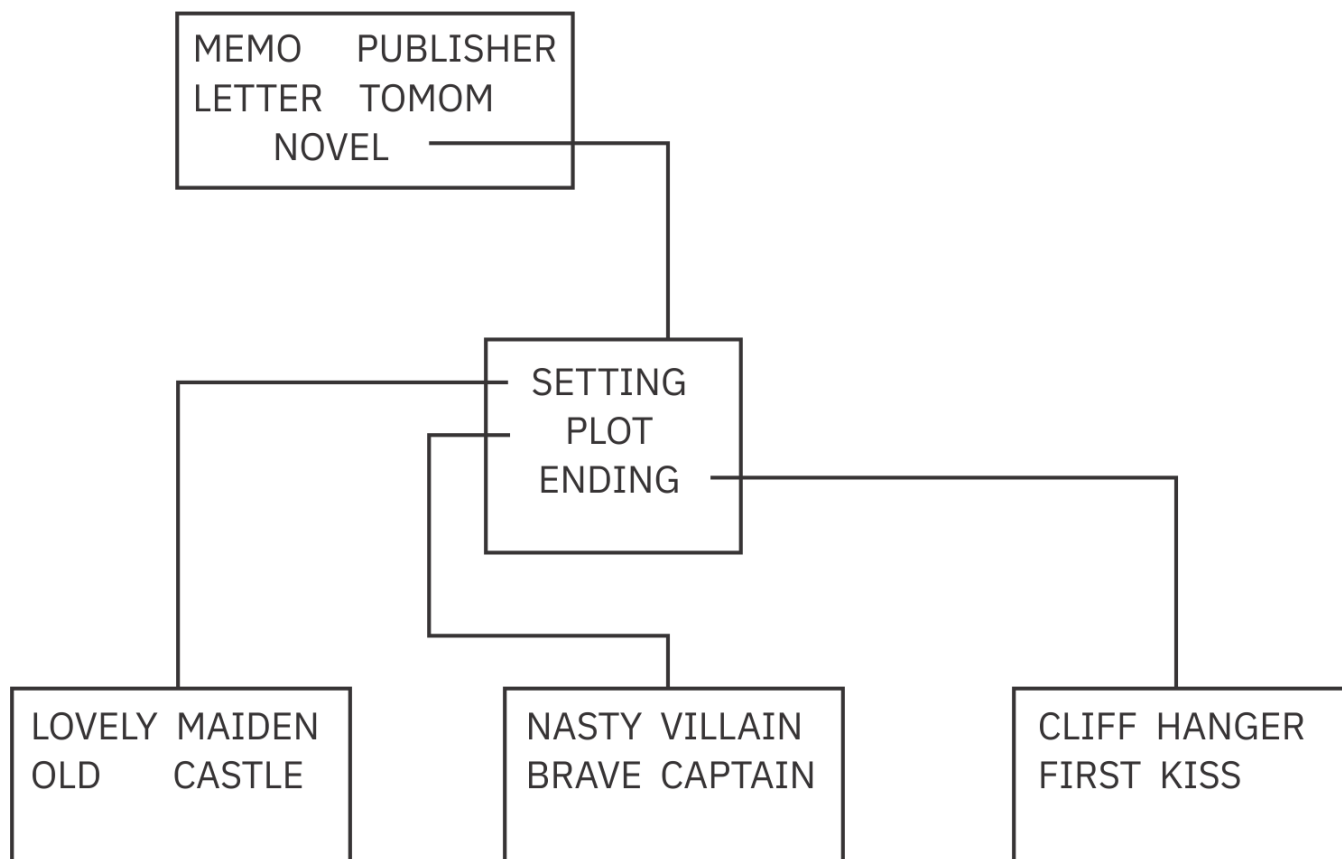 MEMO PUBLISHER
LETTER TOMOM
NOVEL
SETTING
PLOT
ENDING
LOVELY MAIDEN
OLD CASTLE
NASTY VILLAIN
BRAVE CAPTAIN
CLIFF HANGER
FIRST KISS